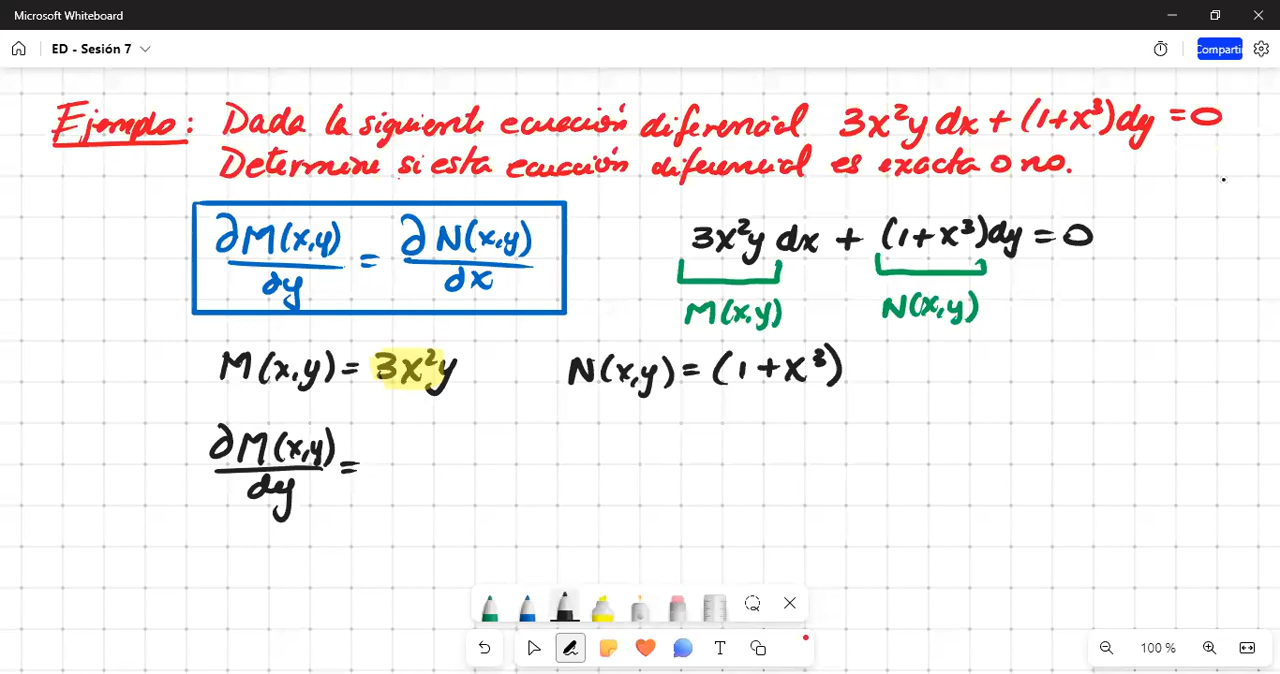 Microsoft Whiteboard
ED - Sesión 7
Compartir
Ejemplo: Dada la siguiente ecuación diferencial 3x²y dx + (1+x³)dy = 0
Determine si esta ecuación diferencial es exacta o no.
∂M(x,y)/∂y = ∂N(x,y)/∂x
3x²y dx + (1+x³)dy = 0
M(x,y) N(x,y)
M(x,y) = 3x²y N(x,y) = (1+x³)
∂M(x,y)/dy =
T
100 %